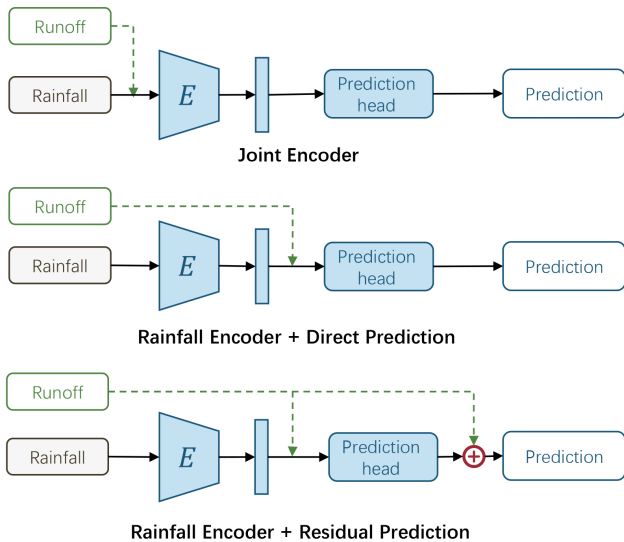 Runoff
Rainfall
E
Prediction
head
Prediction
Joint Encoder
Runoff
Rainfall
E
Prediction
head
Prediction
Rainfall Encoder + Direct Prediction
Runoff
Rainfall
E
Prediction
head
+
Prediction
Rainfall Encoder + Residual Prediction